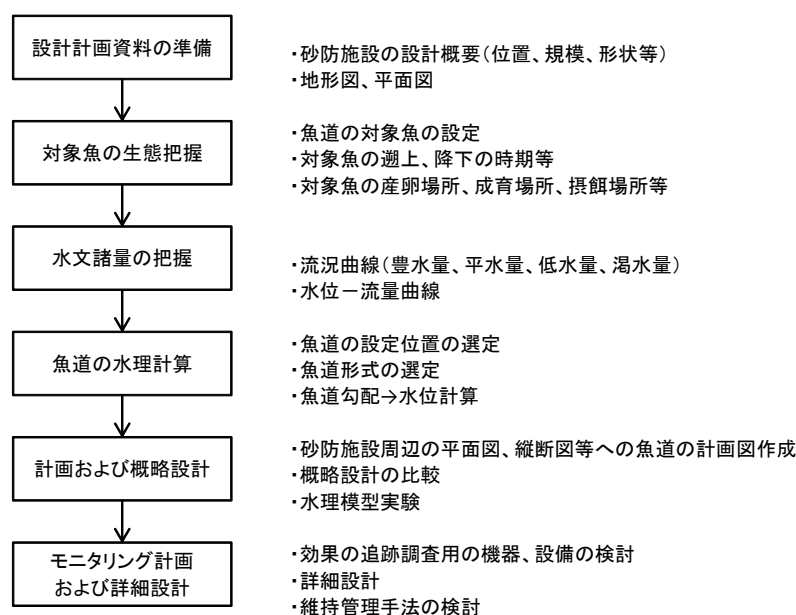 設計計画資料の準備
・砂防施設の設計概要(位置、規模、形状等)
・地形図、平面図
対象魚の生態把握
・魚道の対象魚の設定
・対象魚の遡上、降下の時期等
・対象魚の産卵場所、成育場所、摂餌場所等
水文諸量の把握
・流況曲線(豊水量、平水量、低水量、渇水量)
・水位－流量曲線
魚道の水理計算
・魚道の設定位置の選定
・魚道形式の選定
・魚道勾配→水位計算
計画および概略設計
・砂防施設周辺の平面図、縦断図等への魚道の計画図作成
・概略設計の比較
・水理模型実験
モニタリング計画
および詳細設計
・効果の追跡調査用の機器、設備の検討
・詳細設計
・維持管理手法の検討